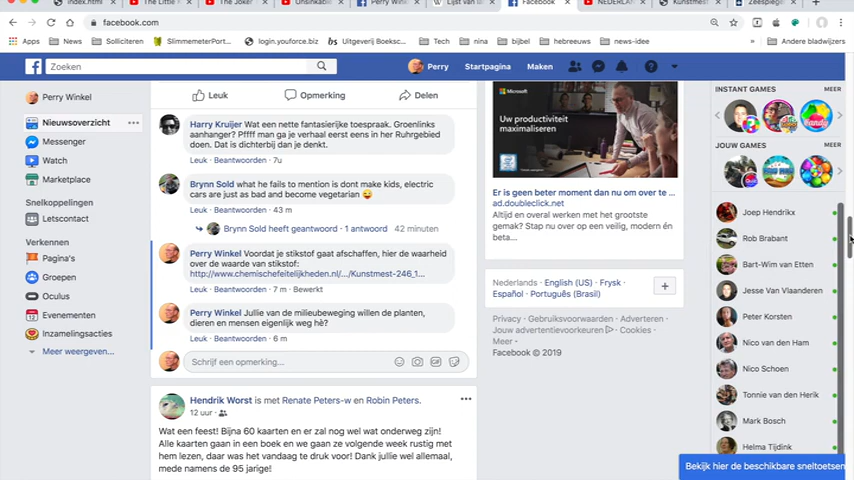 index.html
The Little
The Joker
Unsinkable
Perry Wink
Lijst van
Facebook
NEDERLAN
Kunstmest
Zeespiege
facebook.com
Apps
News
Solliciteren
SlimmemeterPort...
login.youforce.biz
Uitgeverij Boeksch...
Tech
nina
bijbel
hebreeuws
news-idee
Andere bladwijzers
Zoeken
Perry
Startpagina
Maken
Perry Winkel
Nieuwsoverzicht
Messenger
Watch
Marketplace
Snelkoppelingen
Letscontact
Verkennen
Pagina's
Groepen
Oculus
Evenementen
Inzamelingsacties
Meer weergeven...
Leuk Opmerking Delen
Harry Kruijer Wat een nette fantasierijke toespraak. Groenlinks
aanhanger? Pffff man ga je verhaal eerst eens in her Ruhrgebied
doen. Dat is dichterbij dan je denkt.
Leuk · Beantwoorden · 7u
Brynn Sold what he fails to mention is dont make kids, electric
cars are just as bad and become vegetarian 😜
Leuk · Beantwoorden · 43 m
Brynn Sold heeft geantwoord · 1 antwoord 42 minuten
Perry Winkel Voordat je stikstof gaat afschaffen, hier de waarheid
over de waarde van stikstof:
http://www.chemischefeitelijkheden.nl/.../Kunstmest-246_1...
Leuk · Beantwoorden · 7 m · Bewerkt
Perry Winkel Jullie van de milieubeweging willen de planten,
dieren en mensen eigenlijk weg hè?
Leuk · Beantwoorden · 6 m
Schrijf een opmerking...
GIF
Hendrik Worst is met Renate Peters-w en Robin Peters.
12 uur ·
Wat een feest! Bijna 60 kaarten en er zal nog wel wat onderweg zijn!
Alle kaarten gaan in een boek en we gaan ze volgende week rustig met
hem lezen, daar was het vandaag te druk voor! Dank jullie wel allemaal,
mede namens de 95 jarige!
Microsoft
Uw productiviteit
maximaliseren
Er is geen beter moment dan nu om over te ...
ad.doubleclick.net
Altijd en overal werken met het grootste
gemak? Stap nu over op een veilig, modern én
beta...
Nederlands · English (US) · Frysk ·
Español · Português (Brasil)
Privacy · Gebruiksvoorwaarden · Adverteren ·
Jouw advertentievoorkeuren · Cookies ·
Meer
Facebook © 2019
INSTANT GAMES MEER
JOUW GAMES MEER
Joep Hendrikx
Rob Brabant
Bart-Wim van Etten
Jesse Van Vlaanderen
Peter Korsten
Nico van den Ham
Nico Schoen
Tonnie van den Herik
Mark Bosch
Helma Tijdink
Bekijk hier de beschikbare sneltoetsen